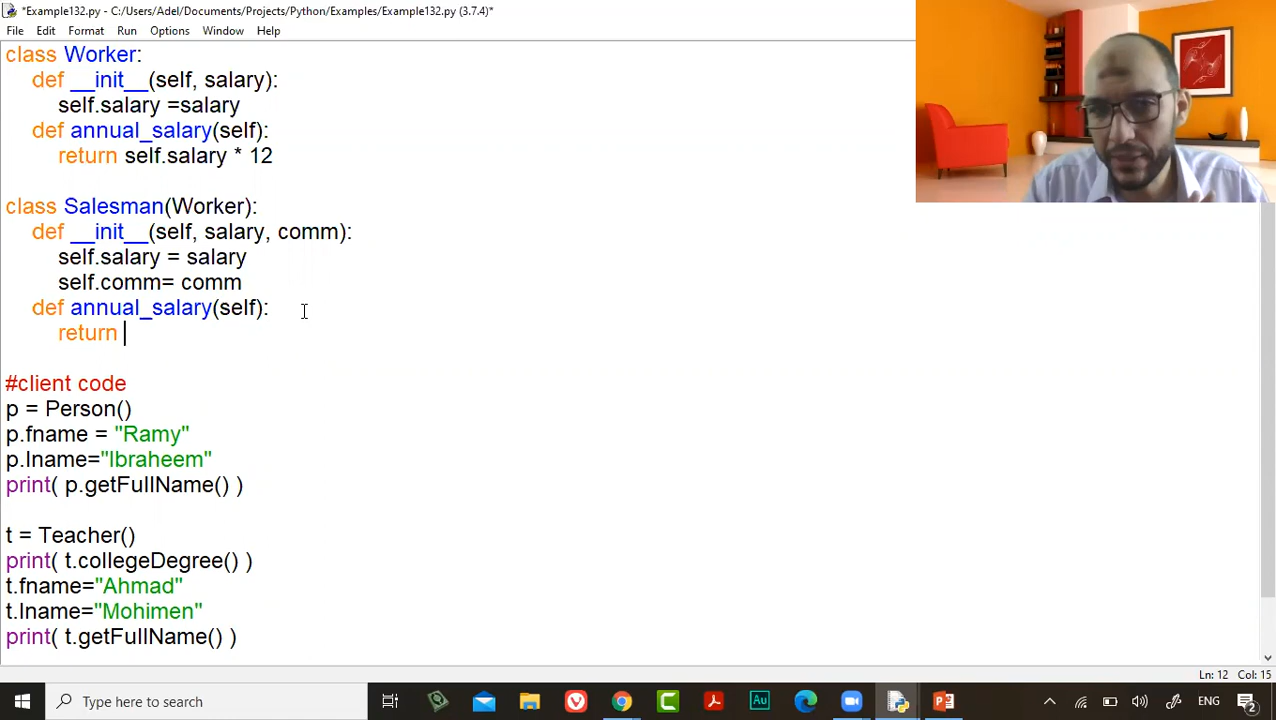 *Example132.py - C:/Users/Adel/Documents/Projects/Python/Examples/Example132.py (3.7.4)*
File Edit Format Run Options Window Help
class Worker:
def __init__(self, salary):
self.salary =salary
def annual_salary(self):
return self.salary * 12
class Salesman(Worker):
def __init__(self, salary, comm):
self.salary = salary
self.comm= comm
def annual_salary(self):
return
#client code
p = Person()
p.fname = "Ramy"
p.lname="Ibraheem"
print( p.getFullName() )
t = Teacher()
print( t.collegeDegree() )
t.fname="Ahmad"
t.lname="Mohimen"
print( t.getFullName() )
Ln: 12 Col: 15
Type here to search
Au
ENG
2